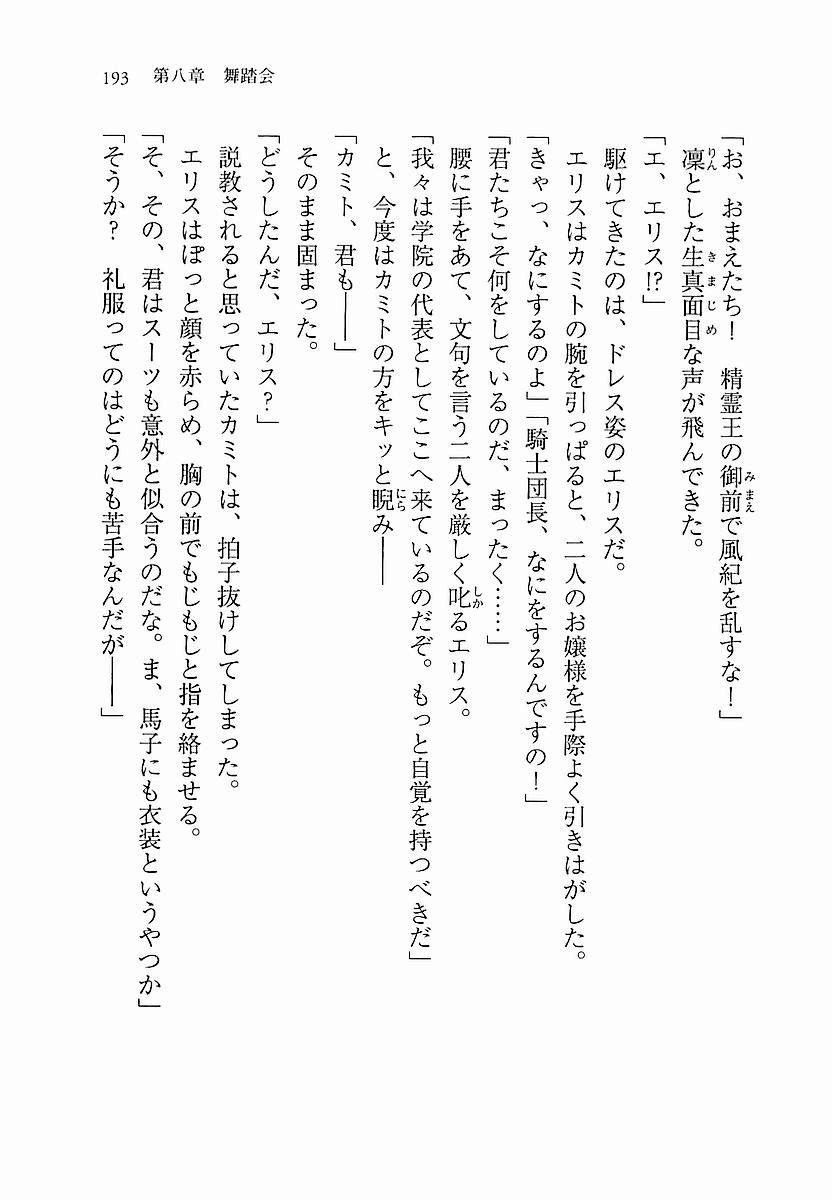 193　第八章　舞踏会
「お、おまえたち！　精霊王の御前で風紀を乱すな！」
凛とした生真面目な声が飛んできた。
「エ、エリス!?」
駆けてきたのは、ドレス姿のエリスだ。
エリスはカミトの腕を引っぱると、二人のお嬢様を手際よく引きはがした。
「きゃっ、なにするのよ」「騎士団長、なにをするんですの！」
「君たちこそ何をしているのだ、まったく……」
腰に手をあて、文句を言う二人を厳しく叱るエリス。
「我々は学院の代表としてここへ来ているのだぞ。もっと自覚を持つべきだ」
と、今度はカミトの方をキッと睨み――
「カミト、君も――」
そのまま固まった。
「どうしたんだ、エリス？」
説教されると思っていたカミトは、拍子抜けしてしまった。
エリスはぽっと顔を赤らめ、胸の前でもじもじと指を絡ませる。
「そ、その、君はスーツも意外と似合うのだな。ま、馬子にも衣装というやつか」
「そうか？　礼服ってのはどうにも苦手なんだが――」